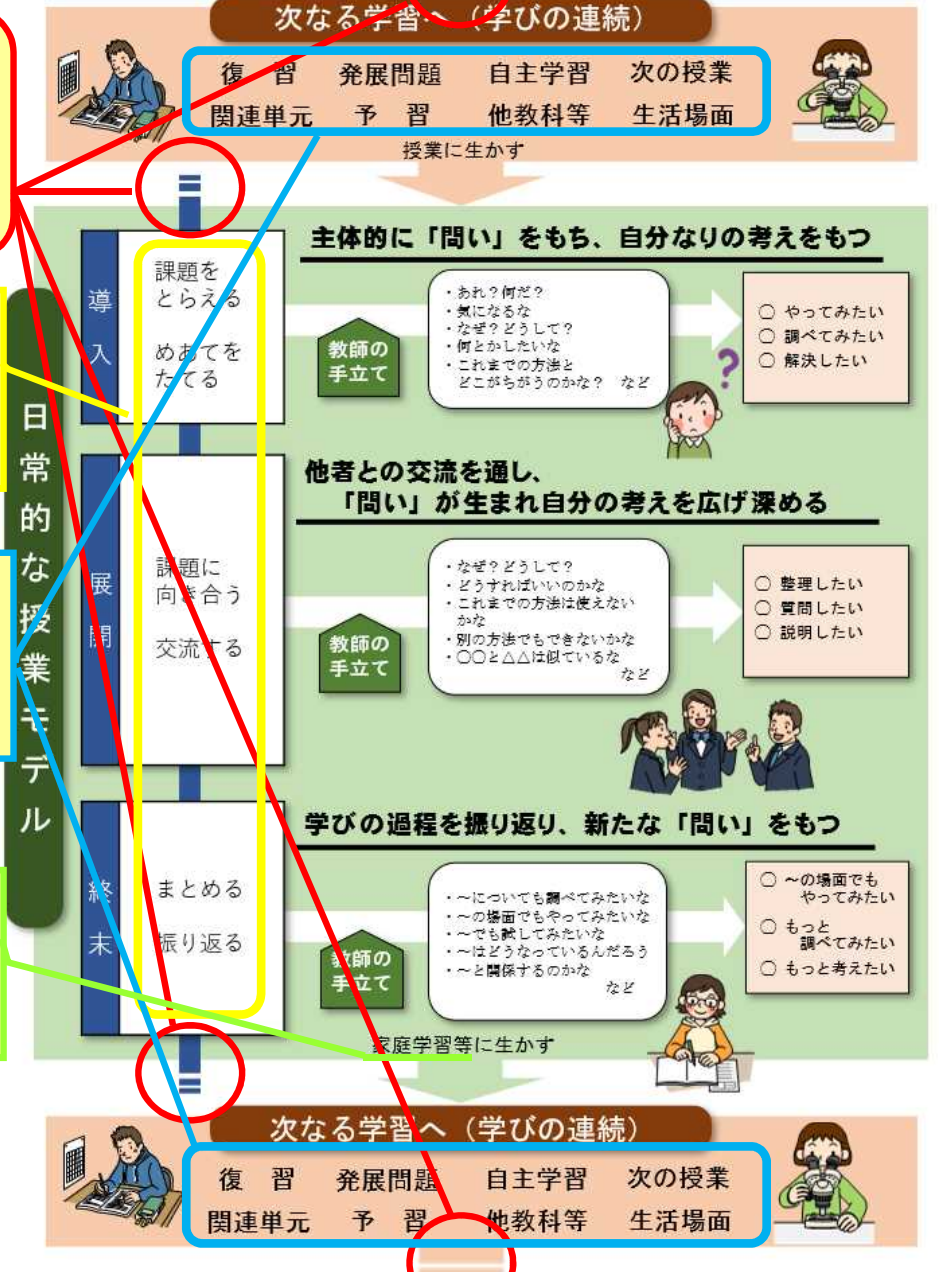 次なる学習へ（学びの連続）
復　習　発展問題　自主学習　次の授業
関連単元　予　習　他教科等　生活場面
授業に生かす
日常的な授業モデル
導入
課題を
とらえる
めあてを
たてる
主体的に「問い」をもち、自分なりの考えをもつ
教師の
手立て
・あれ？何だ？
・気になるな
・なぜ？どうして？
・何とかしたいな
・これまでの方法と
どこがちがうのかな？　など
?
○ やってみたい
○ 調べてみたい
○ 解決したい
展開
課題に
向き合う
交流する
他者との交流を通し、
「問い」が生まれ自分の考えを広げ深める
教師の
手立て
・なぜ？どうして？
・どうすればいいのかな
・これまでの方法は使えない
かな
・別の方法でもできないかな
・○○と△△は似ているな
など
○ 整理したい
○ 質問したい
○ 説明したい
終末
まとめる
振り返る
学びの過程を振り返り、新たな「問い」をもつ
教師の
手立て
・～についても調べてみたいな
・～の場面でもやってみたいな
・～でも試してみたいな
・～はどうなっているんだろう
・～と関係するのかな
など
○ ～の場面でも
やってみたい
○ もっと
調べてみたい
○ もっと考えたい
家庭学習等に生かす
次なる学習へ（学びの連続）
復　習　発展問題　自主学習　次の授業
関連単元　予　習　他教科等　生活場面